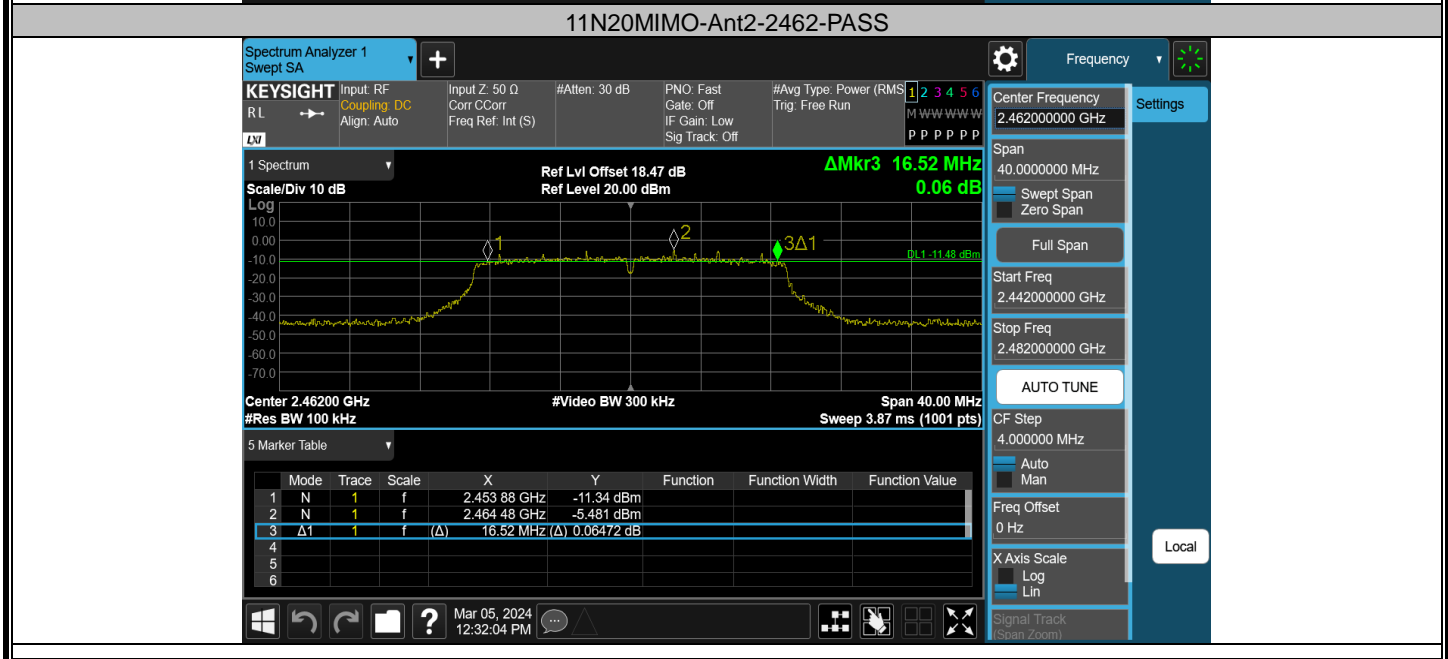 11N20MIMO-Ant2-2462-PASS
Spectrum Analyzer 1
Swept SA
▼
+
Frequency ▼
KEYSIGHT
RL
LXI
Input: RF
Coupling: DC
Align: Auto
Input Z: 50 Ω
Corr CCorr
Freq Ref: Int (S)
#Atten: 30 dB
PNO: Fast
Gate: Off
IF Gain: Low
Sig Track: Off
#Avg Type: Power (RMS
Trig: Free Run
1 2 3 4 5 6
M W W W W W
P P P P P P
1 Spectrum ▼
Scale/Div 10 dB
Ref Lvl Offset 18.47 dB
Ref Level 20.00 dBm
ΔMkr3 16.52 MHz
0.06 dB
Log
10.0
0.00
-10.0
-20.0
-30.0
-40.0
-50.0
-60.0
-70.0
1
2
3Δ1
DL1 -11.48 dBm
Center 2.46200 GHz #Video BW 300 kHz Span 40.00 MHz
#Res BW 100 kHz Sweep 3.87 ms (1001 pts)
5 Marker Table ▼
Mode Trace Scale X Y Function Function Width Function Value
1 N 1 f 2.453 88 GHz -11.34 dBm
2 N 1 f 2.464 48 GHz -5.481 dBm
3 Δ1 1 f (Δ) 16.52 MHz (Δ) 0.06472 dB
4
5
6
?
Mar 05, 2024
12:32:04 PM
Settings
Center Frequency
2.462000000 GHz
Span
40.0000000 MHz
Swept Span
Zero Span
Full Span
Start Freq
2.442000000 GHz
Stop Freq
2.482000000 GHz
AUTO TUNE
CF Step
4.000000 MHz
Auto
Man
Freq Offset
0 Hz
X Axis Scale
Log
Lin
Signal Track
(Span Zoom)
Local